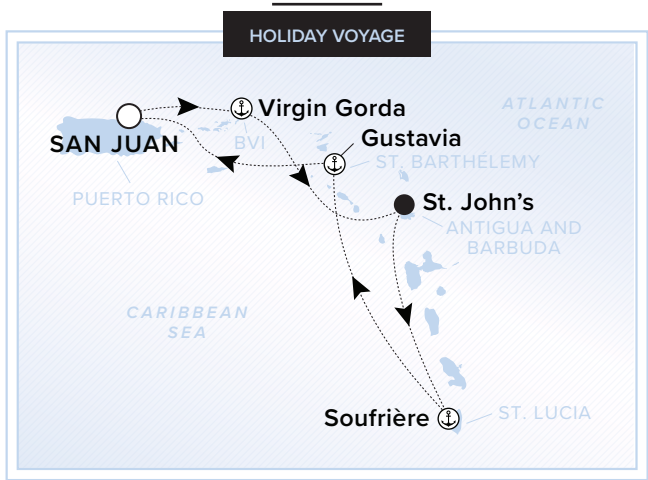 HOLIDAY VOYAGE
ATLANTIC
OCEAN
Virgin Gorda
SAN JUAN
BVI
Gustavia
ST. BARTHÉLEMY
PUERTO RICO
St. John's
ANTIGUA AND
BARBUDA
CARIBBEAN
SEA
Soufrière
ST. LUCIA